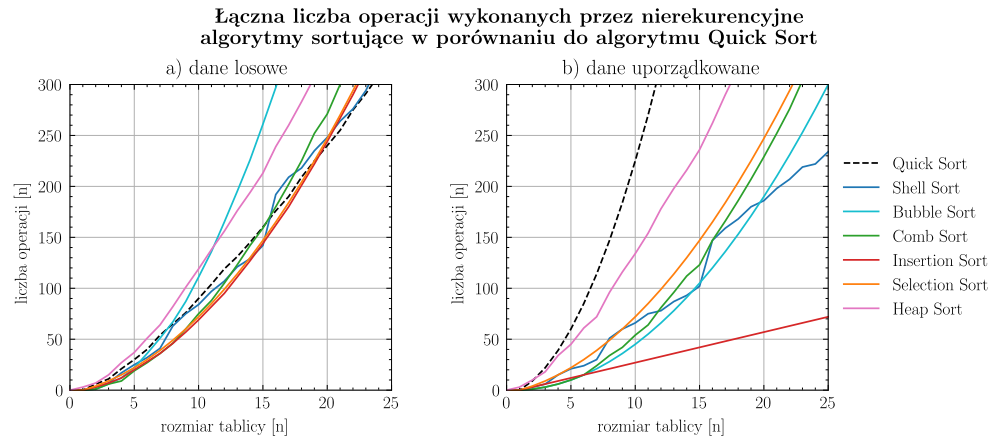 Łączna liczba operacji wykonanych przez nierekurencyjne
algorytmy sortujące w porównaniu do algorytmu Quick Sort
a) dane losowe
300
250
200
150
100
50
0
0 5 10 15 20 25
liczba operacji [n]
rozmiar tablicy [n]
b) dane uporządkowane
300
250
200
150
100
50
0
0 5 10 15 20 25
liczba operacji [n]
rozmiar tablicy [n]
Quick Sort
Shell Sort
Bubble Sort
Comb Sort
Insertion Sort
Selection Sort
Heap Sort